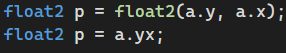 float2 p = float2(a.y, a.x);
float2 p = a.yx;